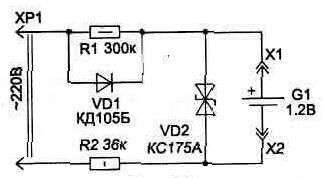 XP1
R1 300к
X1
~220В
VD1
КД105Б
+
G1
1.2В
VD2
КС175А
X2
R2 36к